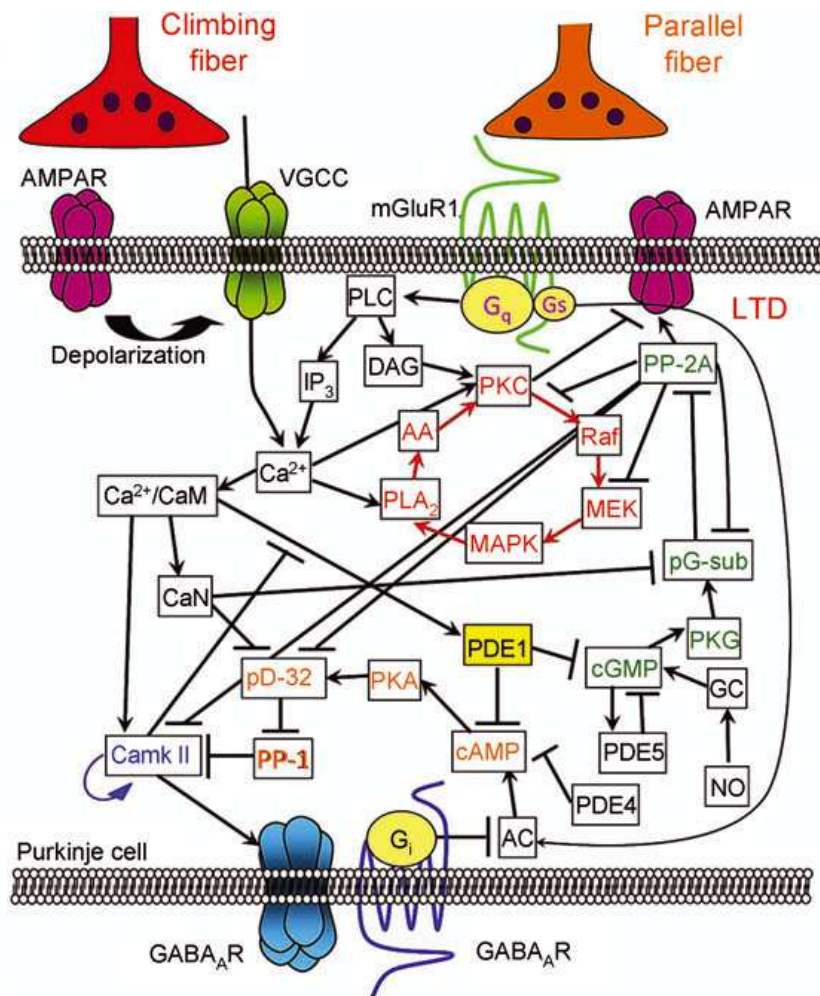 Climbing
fiber
Parallel
fiber
AMPAR
VGCC
mGluR1
AMPAR
PLC
Gq
Gs
LTD
Depolarization
DAG
PP-2A
IP3
PKC
AA
Raf
Ca2+
Ca2+/CaM
PLA2
MEK
MAPK
pG-sub
CaN
PDE1
PKG
cGMP
pD-32
PKA
GC
Camk II
PP-1
cAMP
PDE5
NO
PDE4
Gi
AC
Purkinje cell
GABAAR
GABAAR